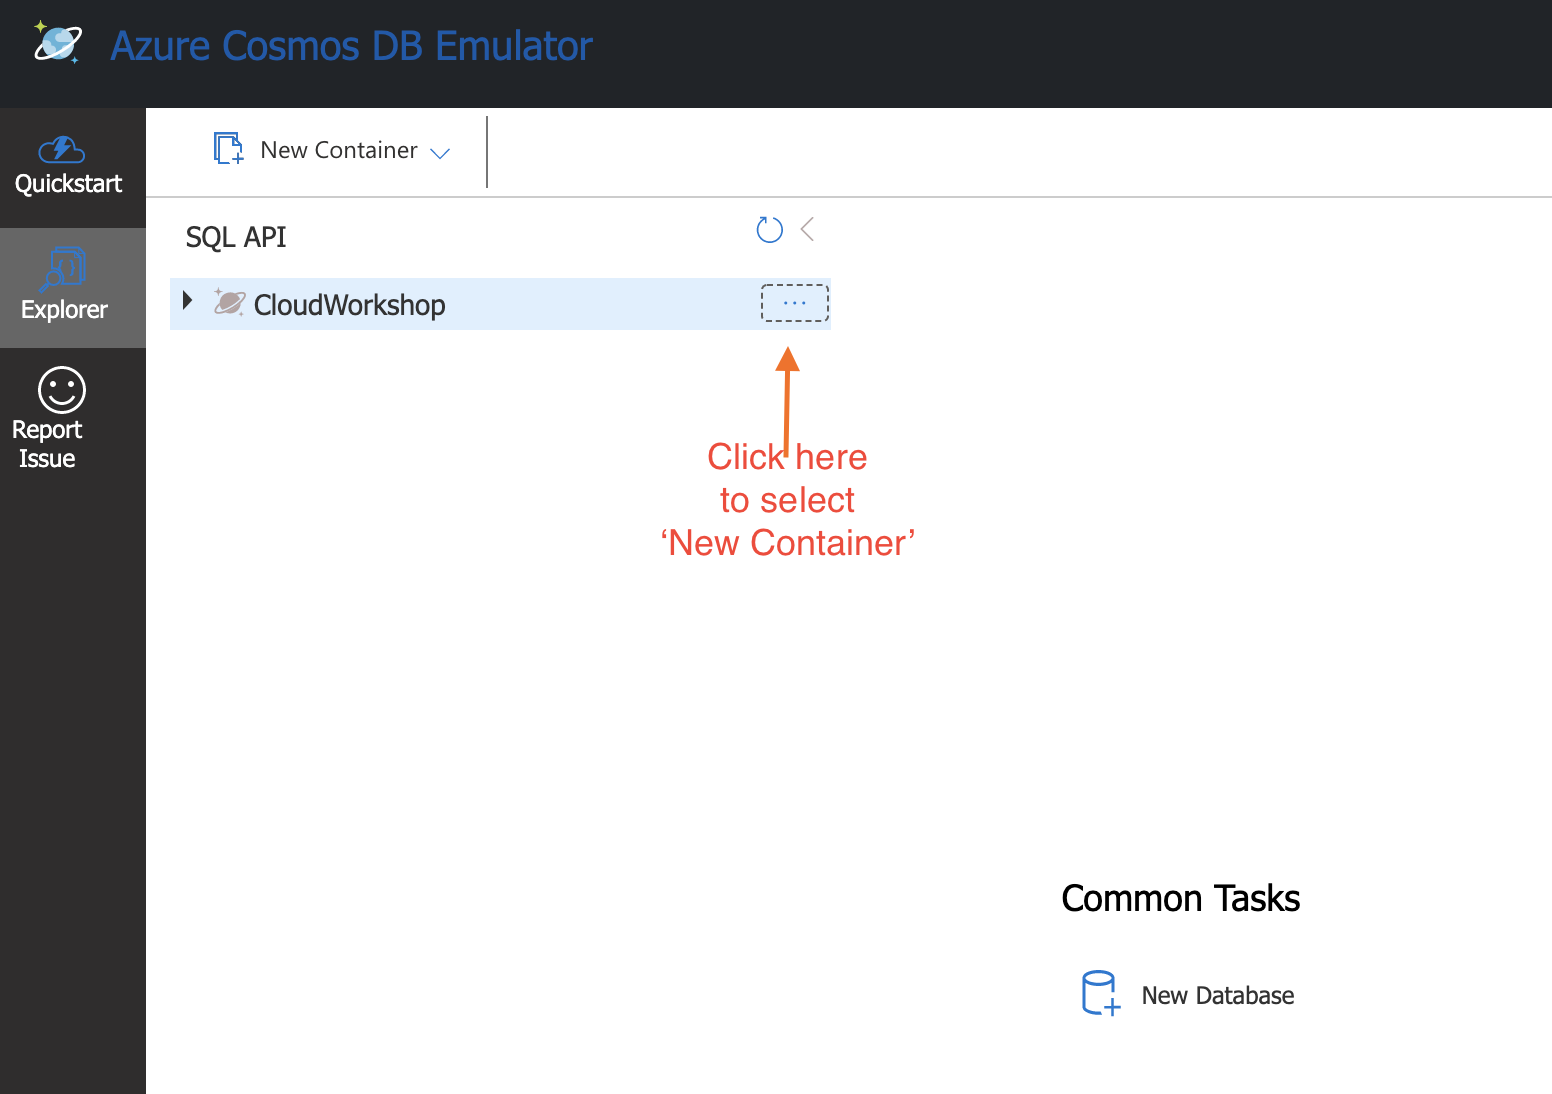 Azure Cosmos DB Emulator
New Container
Quickstart
SQL API
CloudWorkshop
...
Explorer
Report
Issue
Click here
to select
‘New Container’
Common Tasks
New Database